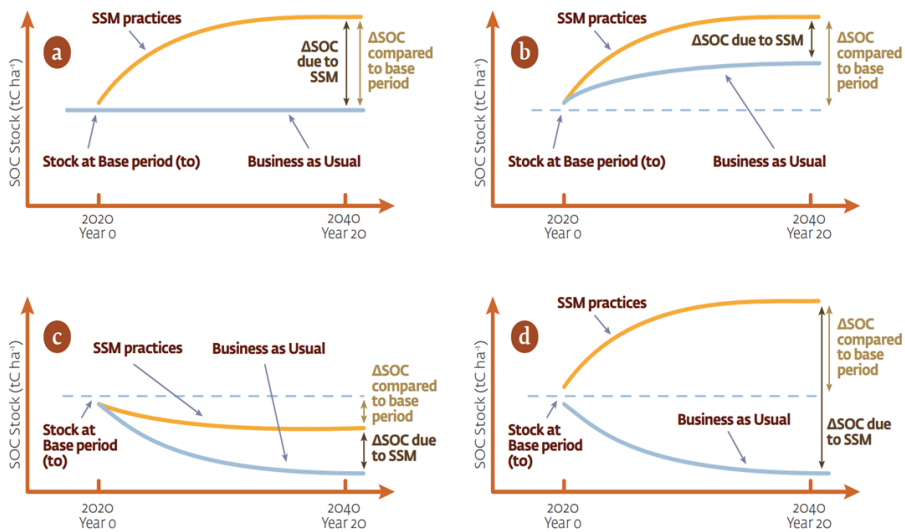 a
SOC Stock (tC ha⁻¹)
SSM practices
ΔSOC
due to
SSM
ΔSOC
compared
to base
period
Stock at Base period (to)
Business as Usual
2020
Year 0
2040
Year 20
b
SOC Stock (tC ha⁻¹)
SSM practices
ΔSOC due to SSM
ΔSOC
compared
to base
period
Stock at Base period (to)
Business as Usual
2020
Year 0
2040
Year 20
c
SOC Stock (tC ha⁻¹)
SSM practices
Business as Usual
ΔSOC
compared
to base
period
Stock at
Base period
(to)
ΔSOC due
to SSM
2020
Year 0
2040
Year 20
d
SOC Stock (tC ha⁻¹)
SSM practices
ΔSOC
compared
to base
period
Stock at
Base period
(to)
Business as Usual
ΔSOC due
to SSM
2020
Year 0
2040
Year 20